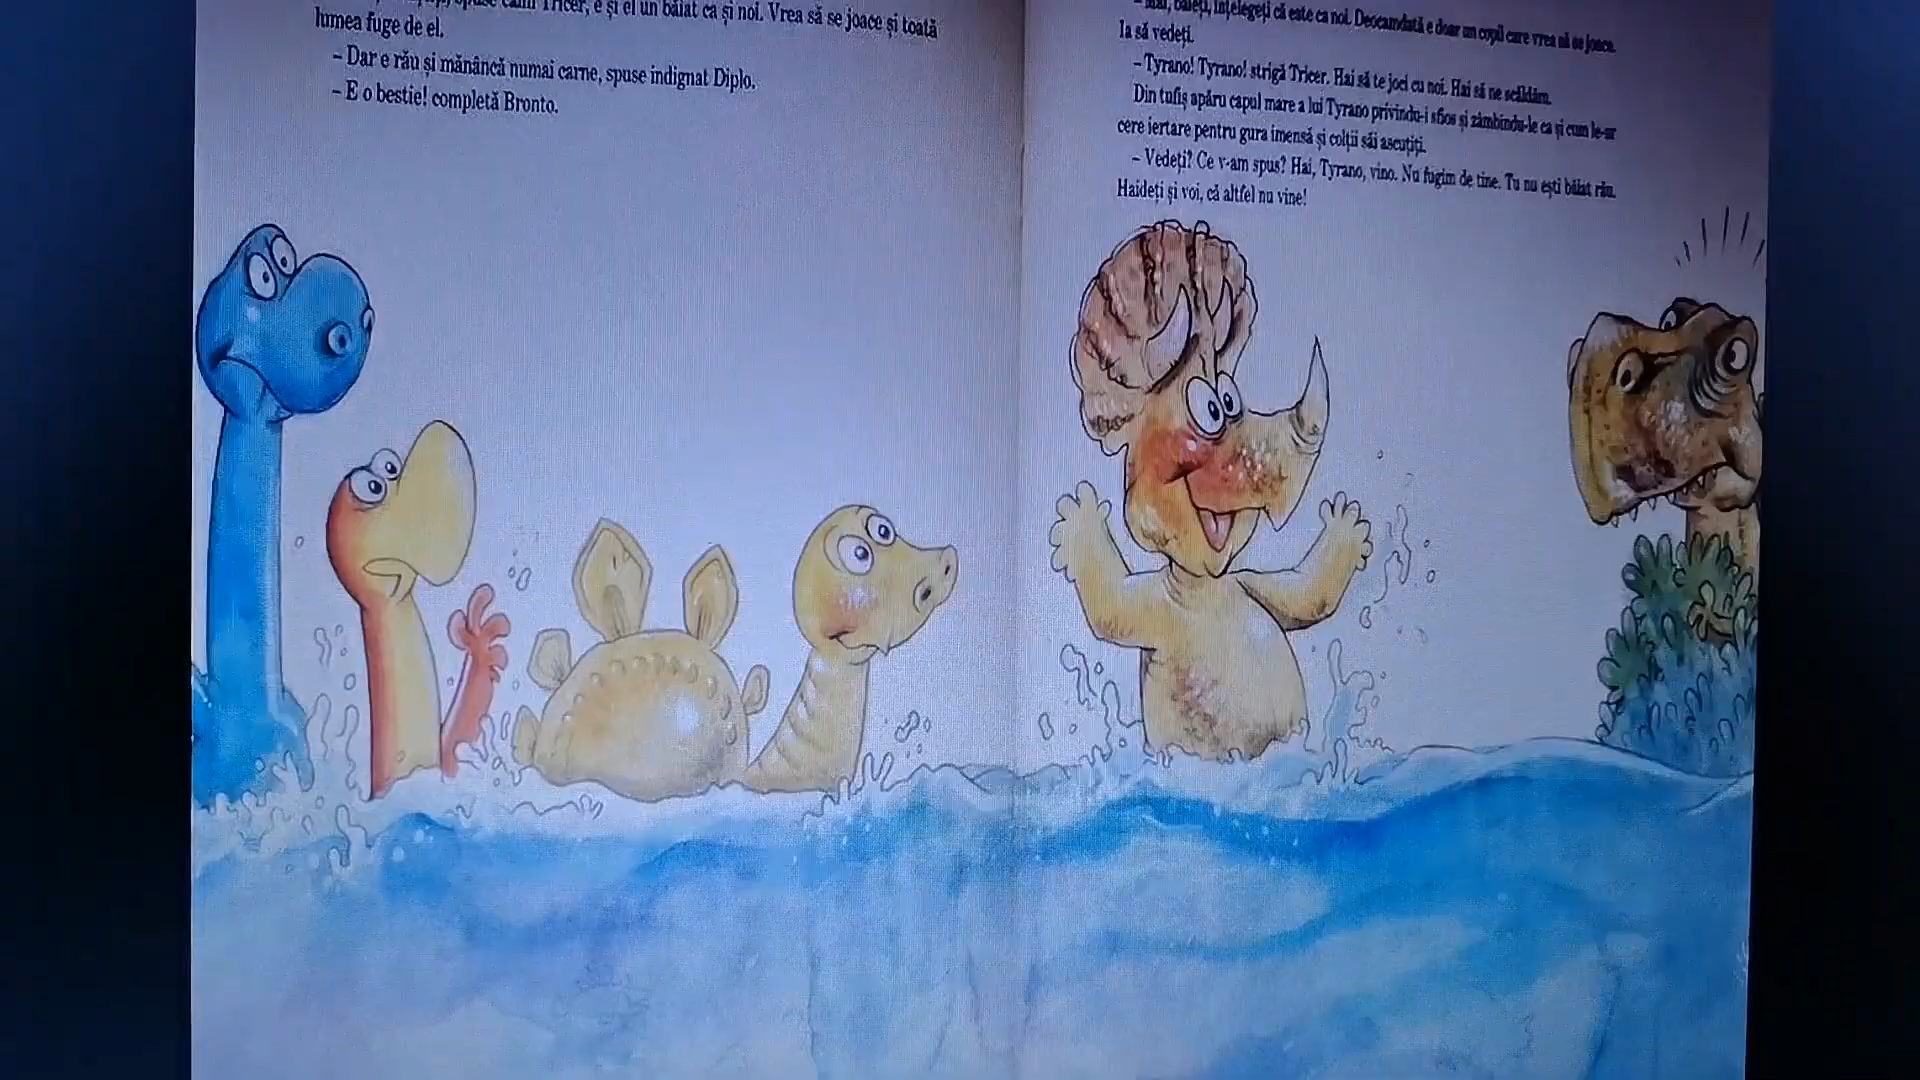 spuse calm Tricer, e și el un băiat ca și noi. Vrea să se joace și toată
lumea fuge de el.
– Dar e rău și mănâncă numai carne, spuse indignat Diplo.
– E o bestie! completă Bronto.
– Măi, băieți, înțelegeți că este ca noi. Deocamdată e doar un copil care vrea să se joace.
Ia să vedeți.
– Tyrano! Tyrano! strigă Tricer. Hai să te joci cu noi. Hai să ne scăldăm.
Din tufiș apăru capul mare a lui Tyrano privindu-i sfios și zâmbindu-le ca și cum le-ar
cere iertare pentru gura imensă și colții săi ascuțiți.
– Vedeți? Ce v-am spus? Hai, Tyrano, vino. Nu fugim de tine. Tu nu ești băiat rău.
Haideți și voi, că altfel nu vine!